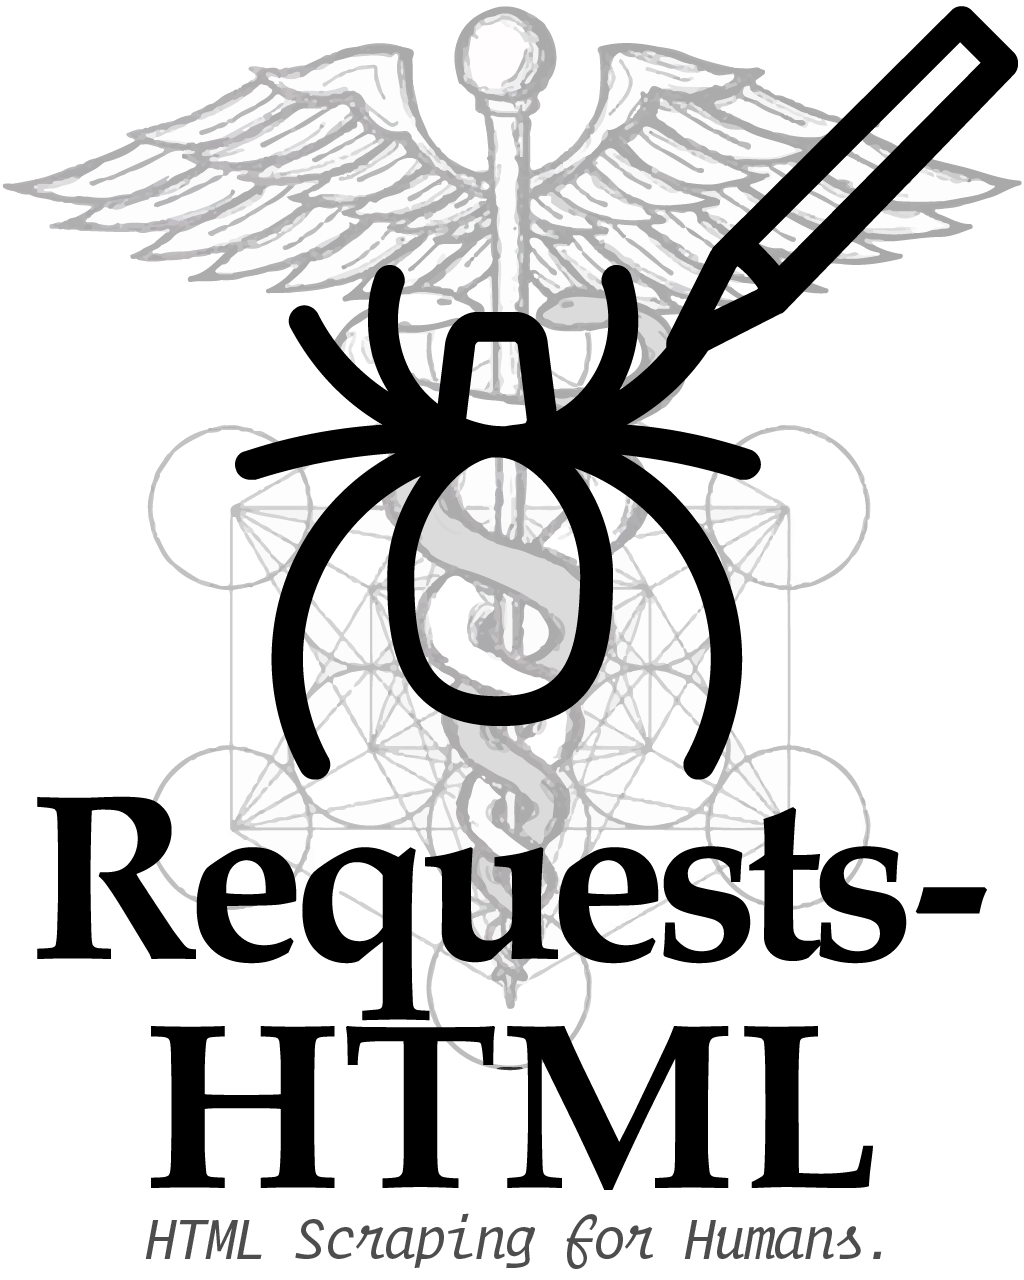 Requests-
HTML
HTML Scraping for Humans.